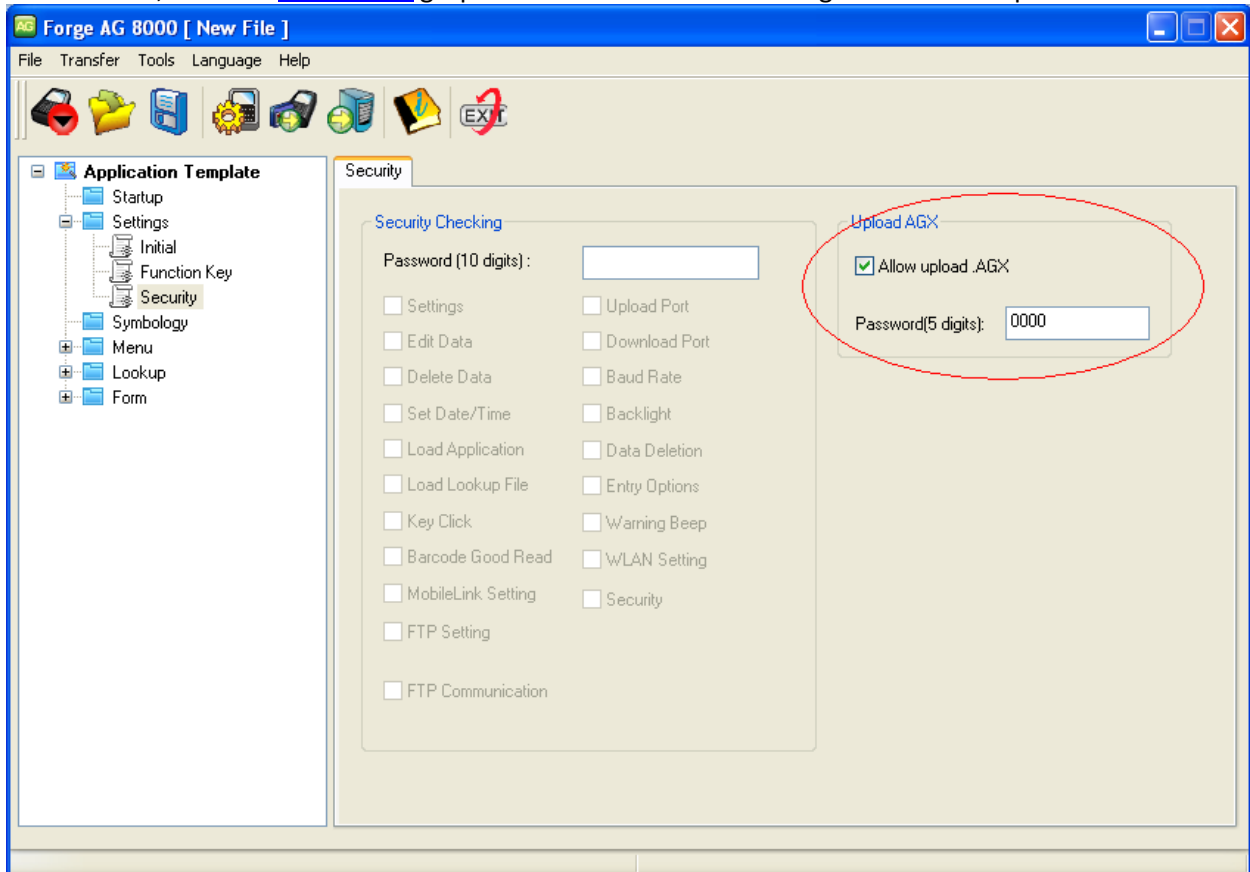 Forge AG 8000 [ New File ]
File Transfer Tools Language Help
EXIT
Application Template
Startup
Settings
Initial
Function Key
Security
Symbology
Menu
Lookup
Form
Security
Security Checking
Password (10 digits) :
Settings Upload Port
Edit Data Download Port
Delete Data Baud Rate
Set Date/Time Backlight
Load Application Data Deletion
Load Lookup File Entry Options
Key Click Warning Beep
Barcode Good Read WLAN Setting
MobileLink Setting Security
FTP Setting
FTP Communication
Upload AGX
Allow upload .AGX
Password(5 digits): 0000